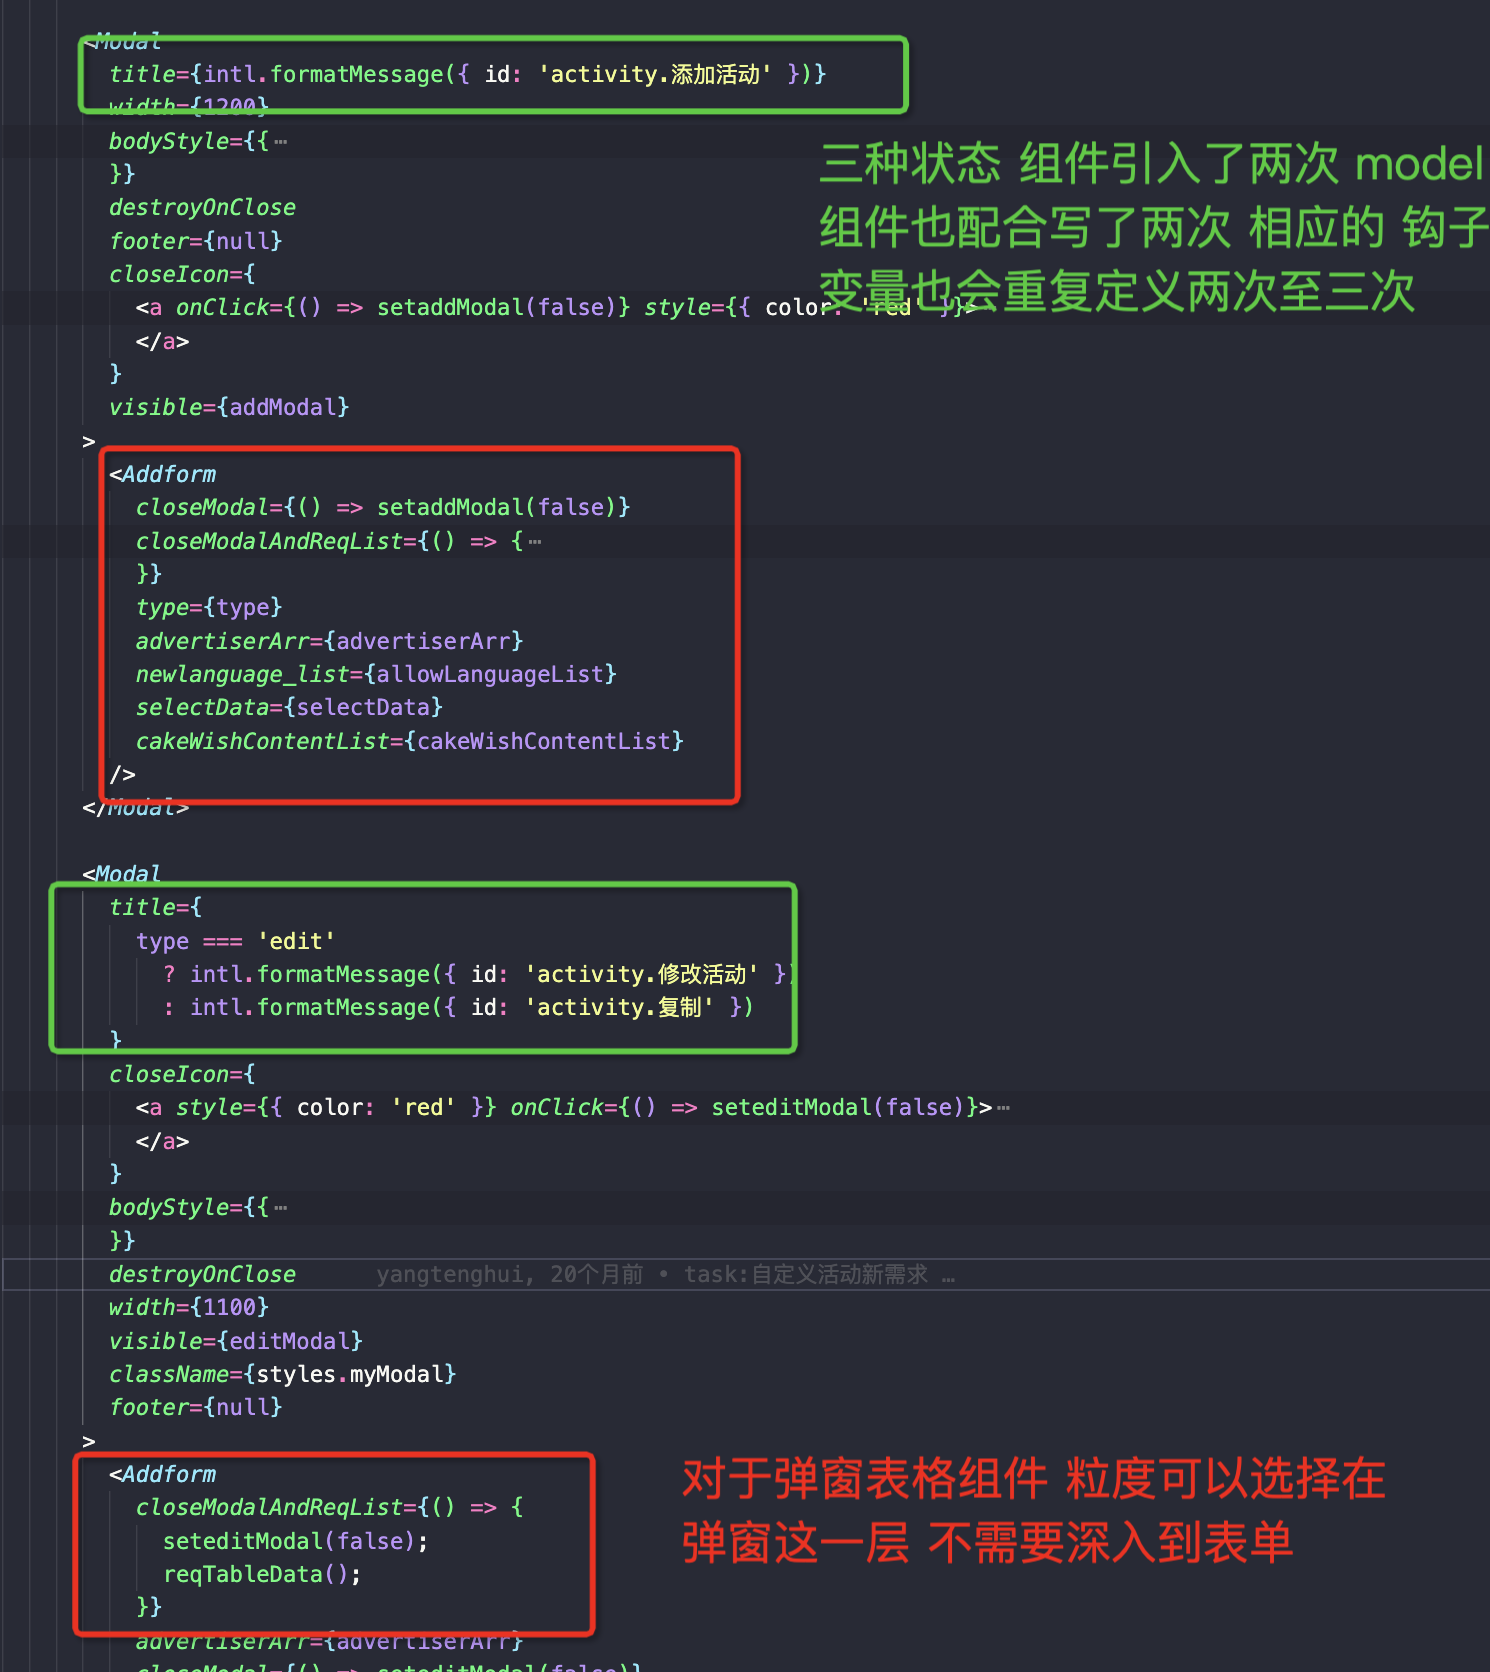 <Modal
title={intl.formatMessage({ id: 'activity.添加活动' })}
width={1200}
bodyStyle={{ …
}}
destroyOnClose
footer={null}
closeIcon={
<a onClick={() => setaddModal(false)} style={{ color: 'red' }}>
</a>
}
visible={addModal}
>
三种状态 组件引入了两次 model
组件也配合写了两次 相应的 钩子
变量也会重复定义两次至三次
<Addform
closeModal={() => setaddModal(false)}
closeModalAndReqList={() => { …
}}
type={type}
advertiserArr={advertiserArr}
newlanguage_list={allowLanguageList}
selectData={selectData}
cakeWishContentList={cakeWishContentList}
/>
</Modal>
<Modal
title={
type === 'edit'
? intl.formatMessage({ id: 'activity.修改活动' })
: intl.formatMessage({ id: 'activity.复制' })
}
closeIcon={
<a style={{ color: 'red' }} onClick={() => seteditModal(false)}> …
</a>
}
bodyStyle={{ …
}}
destroyOnClose yangtenghui, 20个月前 • task:自定义活动新需求 …
width={1100}
visible={editModal}
className={styles.myModal}
footer={null}
>
<Addform
closeModalAndReqList={() => {
seteditModal(false);
reqTableData();
}}
advertiserArr={advertiserArr}
closeModal={() => seteditModal(false)}
对于弹窗表格组件 粒度可以选择在
弹窗这一层 不需要深入到表单